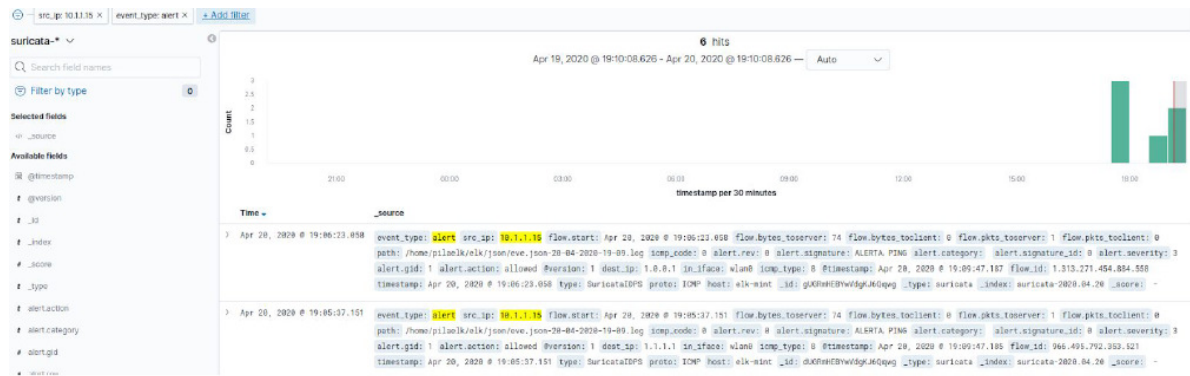 src_ip: 10.1.1.15 × event_type: alert × + Add filter
suricata-*
Search field names
Filter by type 0
Selected fields
</> _source
Available fields
@timestamp
t @version
t _id
t _index
# _score
t _type
t alert.action
t alert.category
# alert.gid
6 hits
Apr 19, 2020 @ 19:10:08.626 - Apr 20, 2020 @ 19:10:08.626 — Auto
Count
3
2.5
2
1.5
1
0.5
0
21:00 00:00 03:00 06:00 09:00 12:00 15:00 18:00
timestamp per 30 minutes
Time _source
Apr 20, 2020 @ 19:06:23.058 event_type: alert src_ip: 10.1.1.15 flow.start: Apr 20, 2020 @ 19:06:23.058 flow.bytes_toserver: 74 flow.bytes_toclient: 0 flow.pkts_toserver: 1 flow.pkts_toclient: 0
path: /home/pilaelk/elk/json/eve.json-20-04-2020-19-09.log icmp_code: 0 alert.rev: 0 alert.signature: ALERTA PING alert.category: alert.signature_id: 0 alert.severity: 3
alert.gid: 1 alert.action: allowed @version: 1 dest_ip: 1.0.0.1 in_iface: wlan0 icmp_type: 8 @timestamp: Apr 20, 2020 @ 19:09:47.187 flow_id: 1.313.271.454.884.558
timestamp: Apr 20, 2020 @ 19:06:23.058 type: SuricataIDPS proto: ICMP host: elk-mint _id: _type: suricata _index: suricata-2020.04.20 _score: -
Apr 20, 2020 @ 19:05:37.151 event_type: alert src_ip: 10.1.1.15 flow.start: Apr 20, 2020 @ 19:05:37.151 flow.bytes_toserver: 74 flow.bytes_toclient: 0 flow.pkts_toserver: 1 flow.pkts_toclient: 0
path: /home/pilaelk/elk/json/eve.json-20-04-2020-19-09.log icmp_code: 0 alert.rev: 0 alert.signature: ALERTA PING alert.category: alert.signature_id: 0 alert.severity: 3
alert.gid: 1 alert.action: allowed @version: 1 dest_ip: 1.1.1.1 in_iface: wlan0 icmp_type: 8 @timestamp: Apr 20, 2020 @ 19:09:47.185 flow_id: 966.495.792.353.521
timestamp: Apr 20, 2020 @ 19:05:37.151 type: SuricataIDPS proto: ICMP host: elk-mint _id: _type: suricata _index: suricata-2020.04.20 _score: -